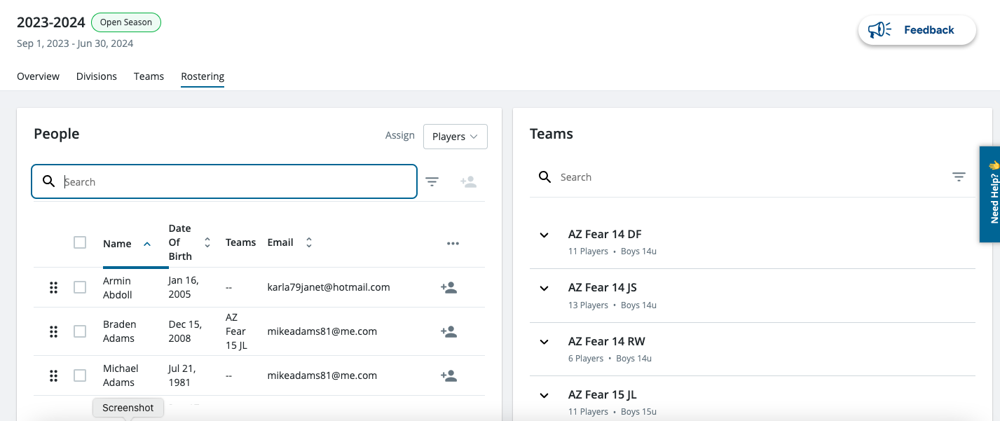 2023-2024 Open Season
Sep 1, 2023 - Jun 30, 2024
Feedback
Overview Divisions Teams Rostering
People
Assign Players
Search
Name Date Of Birth Teams Email
Armin Abdoll Jan 16, 2005 -- karla79janet@hotmail.com
Braden Adams Dec 15, 2008 AZ Fear 15 JL mikeadams81@me.com
Michael Adams Jul 21, 1981 -- mikeadams81@me.com
Screenshot
Teams
Search
AZ Fear 14 DF
11 Players • Boys 14u
AZ Fear 14 JS
13 Players • Boys 14u
AZ Fear 14 RW
6 Players • Boys 14u
AZ Fear 15 JL
11 Players • Boys 15u
Need Help? 👋